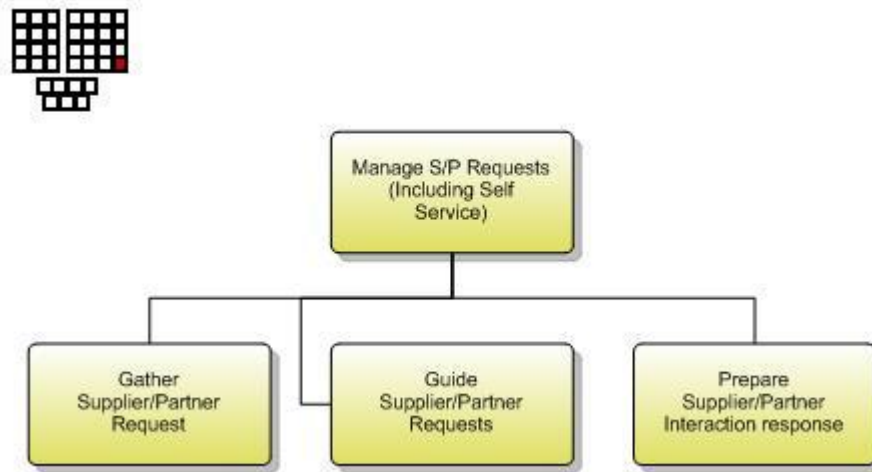 Manage S/P Requests
(Including Self
Service)
Gather
Supplier/Partner
Request
Guide
Supplier/Partner
Requests
Prepare
Supplier/Partner
Interaction response